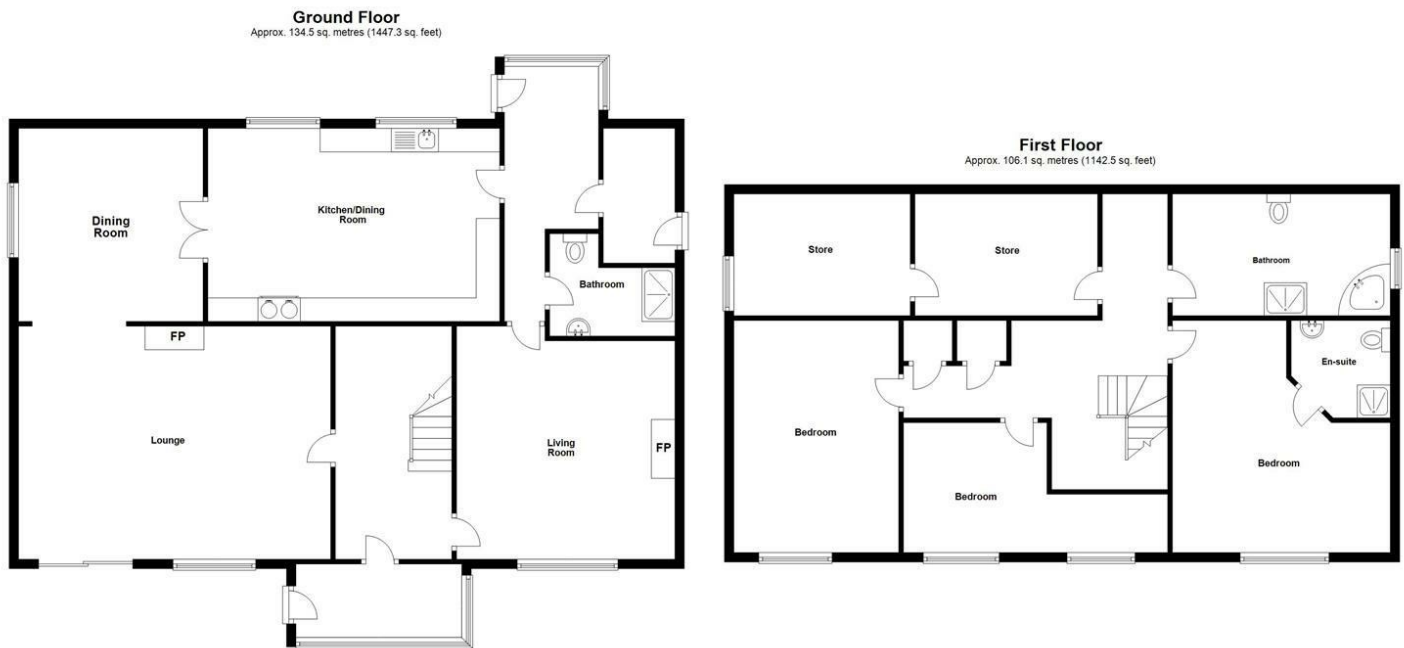 Ground Floor
Approx. 134.5 sq. metres (1447.3 sq. feet)
Dining
Room
Kitchen/Dining
Room
Bathroom
FP
Lounge
Living
Room
FP
First Floor
Approx. 106.1 sq. metres (1142.5 sq. feet)
Store
Store
Bathroom
En-suite
Bedroom
Bedroom
Bedroom